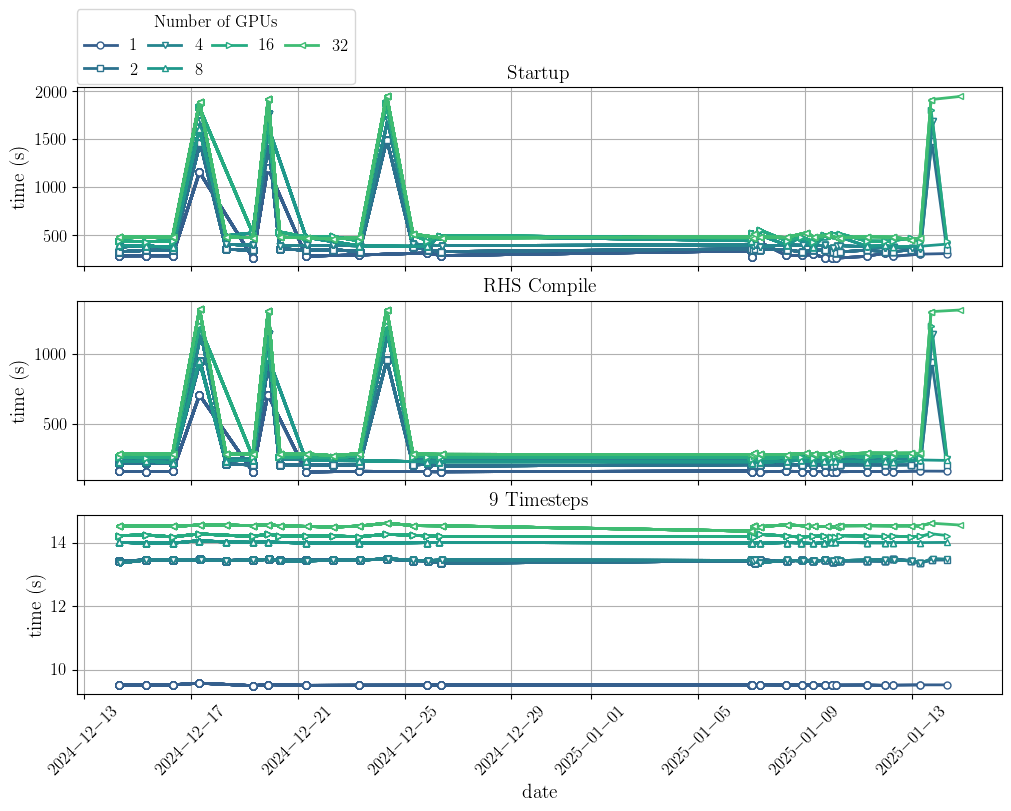 Number of GPUs
1 4 16 32
2 8
Startup
2000
1500
1000
500
time (s)
RHS Compile
1000
500
time (s)
9 Timesteps
14
12
10
time (s)
2024−12−13 2024−12−17 2024−12−21 2024−12−25 2024−12−29 2025−01−01 2025−01−05 2025−01−09 2025−01−13
date